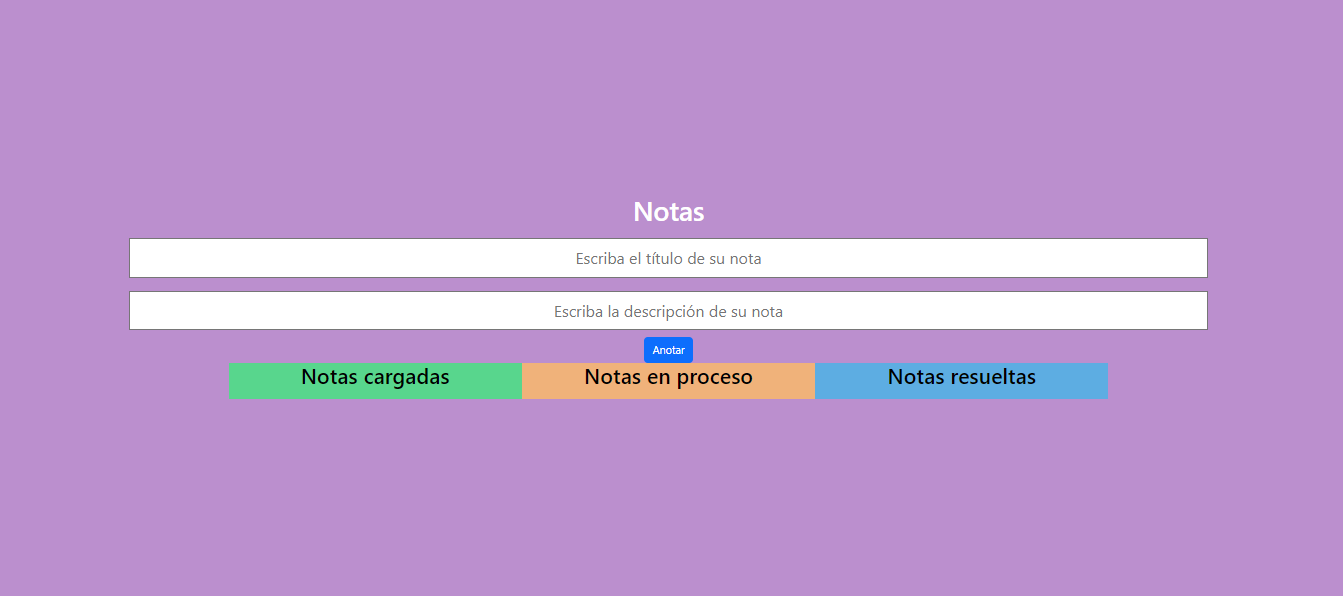 Notas
Escriba el título de su nota
Escriba la descripción de su nota
Anotar
Notas cargadas
Notas en proceso
Notas resueltas